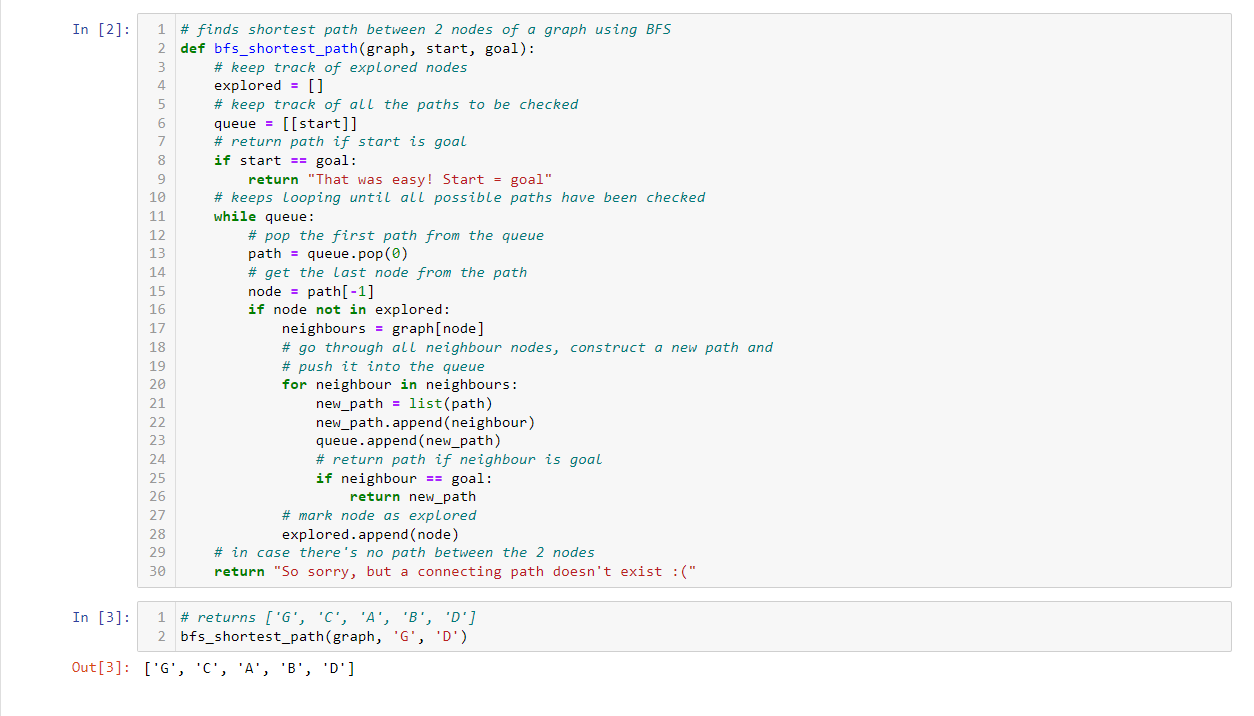 In [2]:
1 # finds shortest path between 2 nodes of a graph using BFS
2 def bfs_shortest_path(graph, start, goal):
3     # keep track of explored nodes
4     explored = []
5     # keep track of all the paths to be checked
6     queue = [[start]]
7     # return path if start is goal
8     if start == goal:
9         return "That was easy! Start = goal"
10     # keeps looping until all possible paths have been checked
11     while queue:
12         # pop the first path from the queue
13         path = queue.pop(0)
14         # get the last node from the path
15         node = path[-1]
16         if node not in explored:
17             neighbours = graph[node]
18             # go through all neighbour nodes, construct a new path and
19             # push it into the queue
20             for neighbour in neighbours:
21                 new_path = list(path)
22                 new_path.append(neighbour)
23                 queue.append(new_path)
24                 # return path if neighbour is goal
25                 if neighbour == goal:
26                     return new_path
27             # mark node as explored
28             explored.append(node)
29     # in case there's no path between the 2 nodes
30     return "So sorry, but a connecting path doesn't exist :("
In [3]:
1 # returns ['G', 'C', 'A', 'B', 'D']
2 bfs_shortest_path(graph, 'G', 'D')
Out[3]: ['G', 'C', 'A', 'B', 'D']